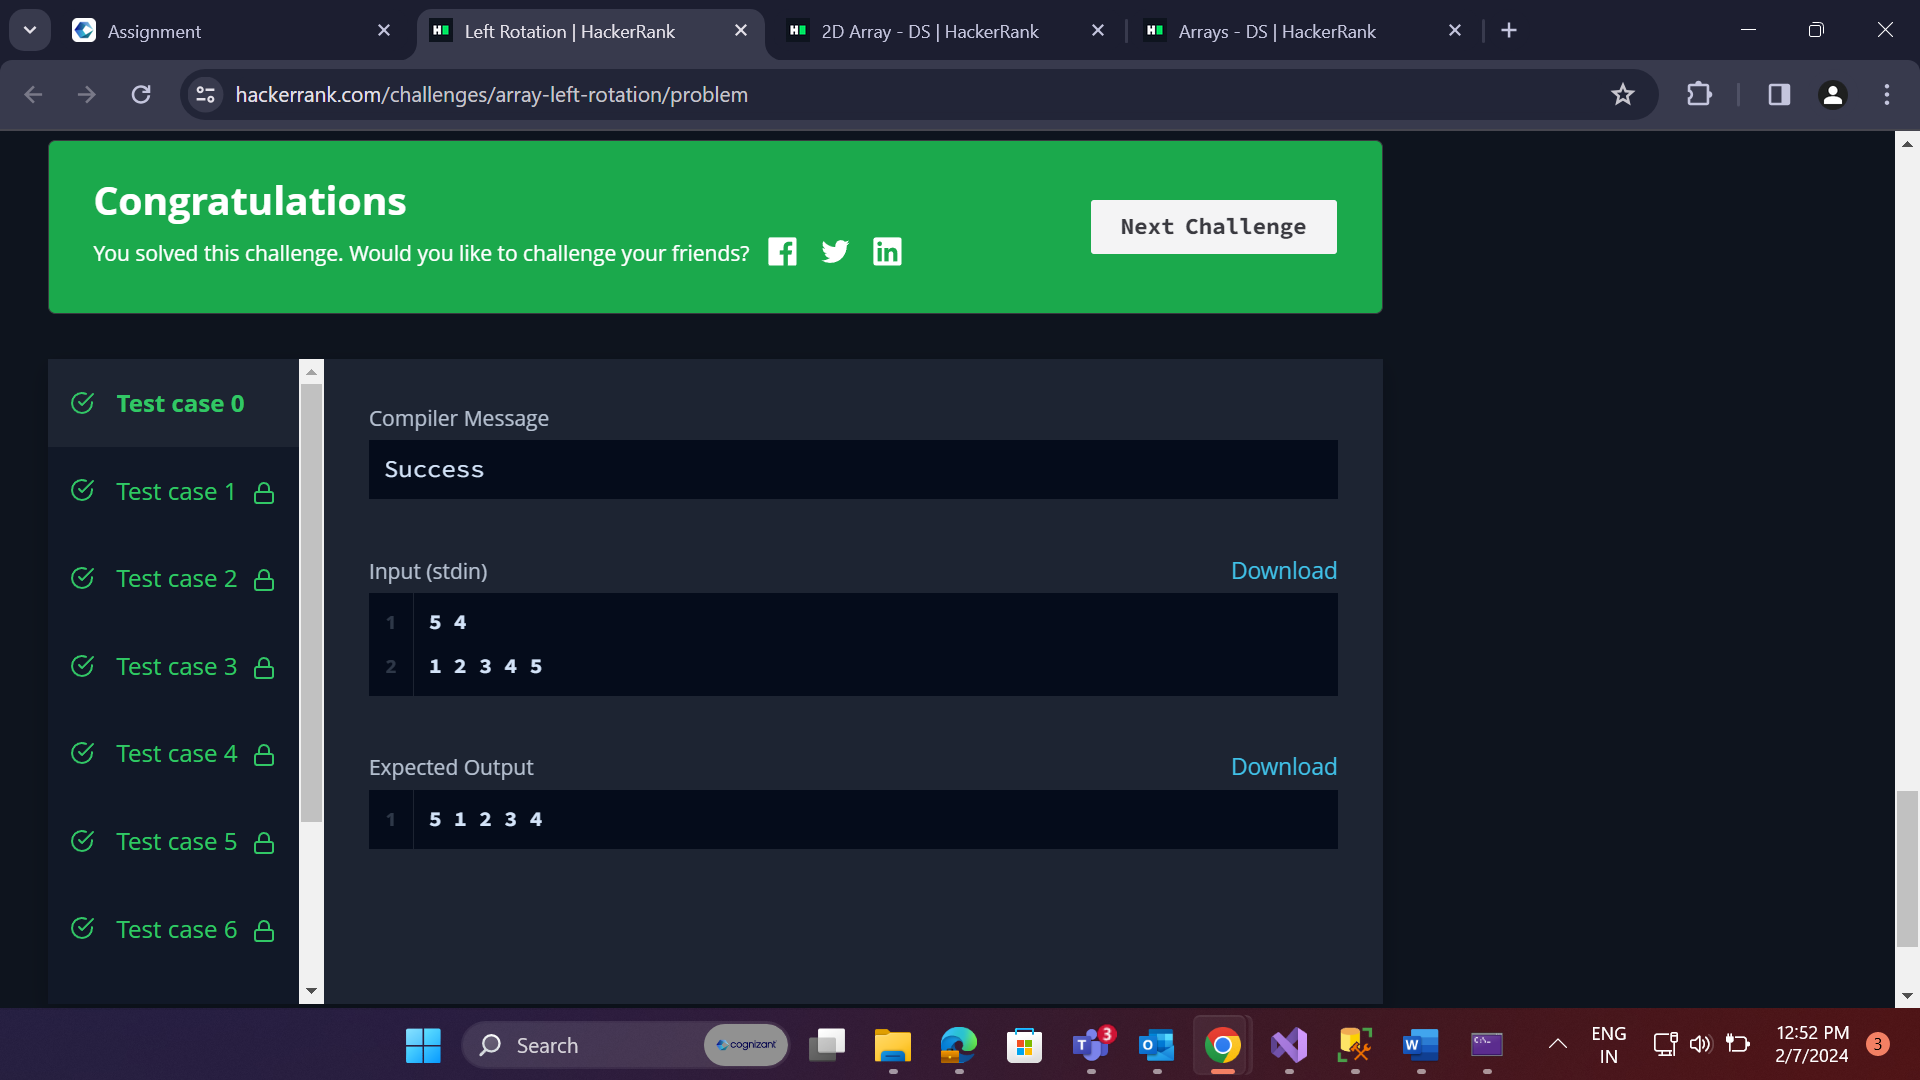 Assignment
Left Rotation | HackerRank
2D Array - DS | HackerRank
Arrays - DS | HackerRank
hackerrank.com/challenges/array-left-rotation/problem
Congratulations
You solved this challenge. Would you like to challenge your friends?
Next Challenge
Test case 0
Test case 1
Test case 2
Test case 3
Test case 4
Test case 5
Test case 6
Compiler Message
Success
Input (stdin)
Download
1 5 4
2 1 2 3 4 5
Expected Output
Download
1 5 1 2 3 4
Search
cognizant
3
ENG
IN
12:52 PM
2/7/2024
3